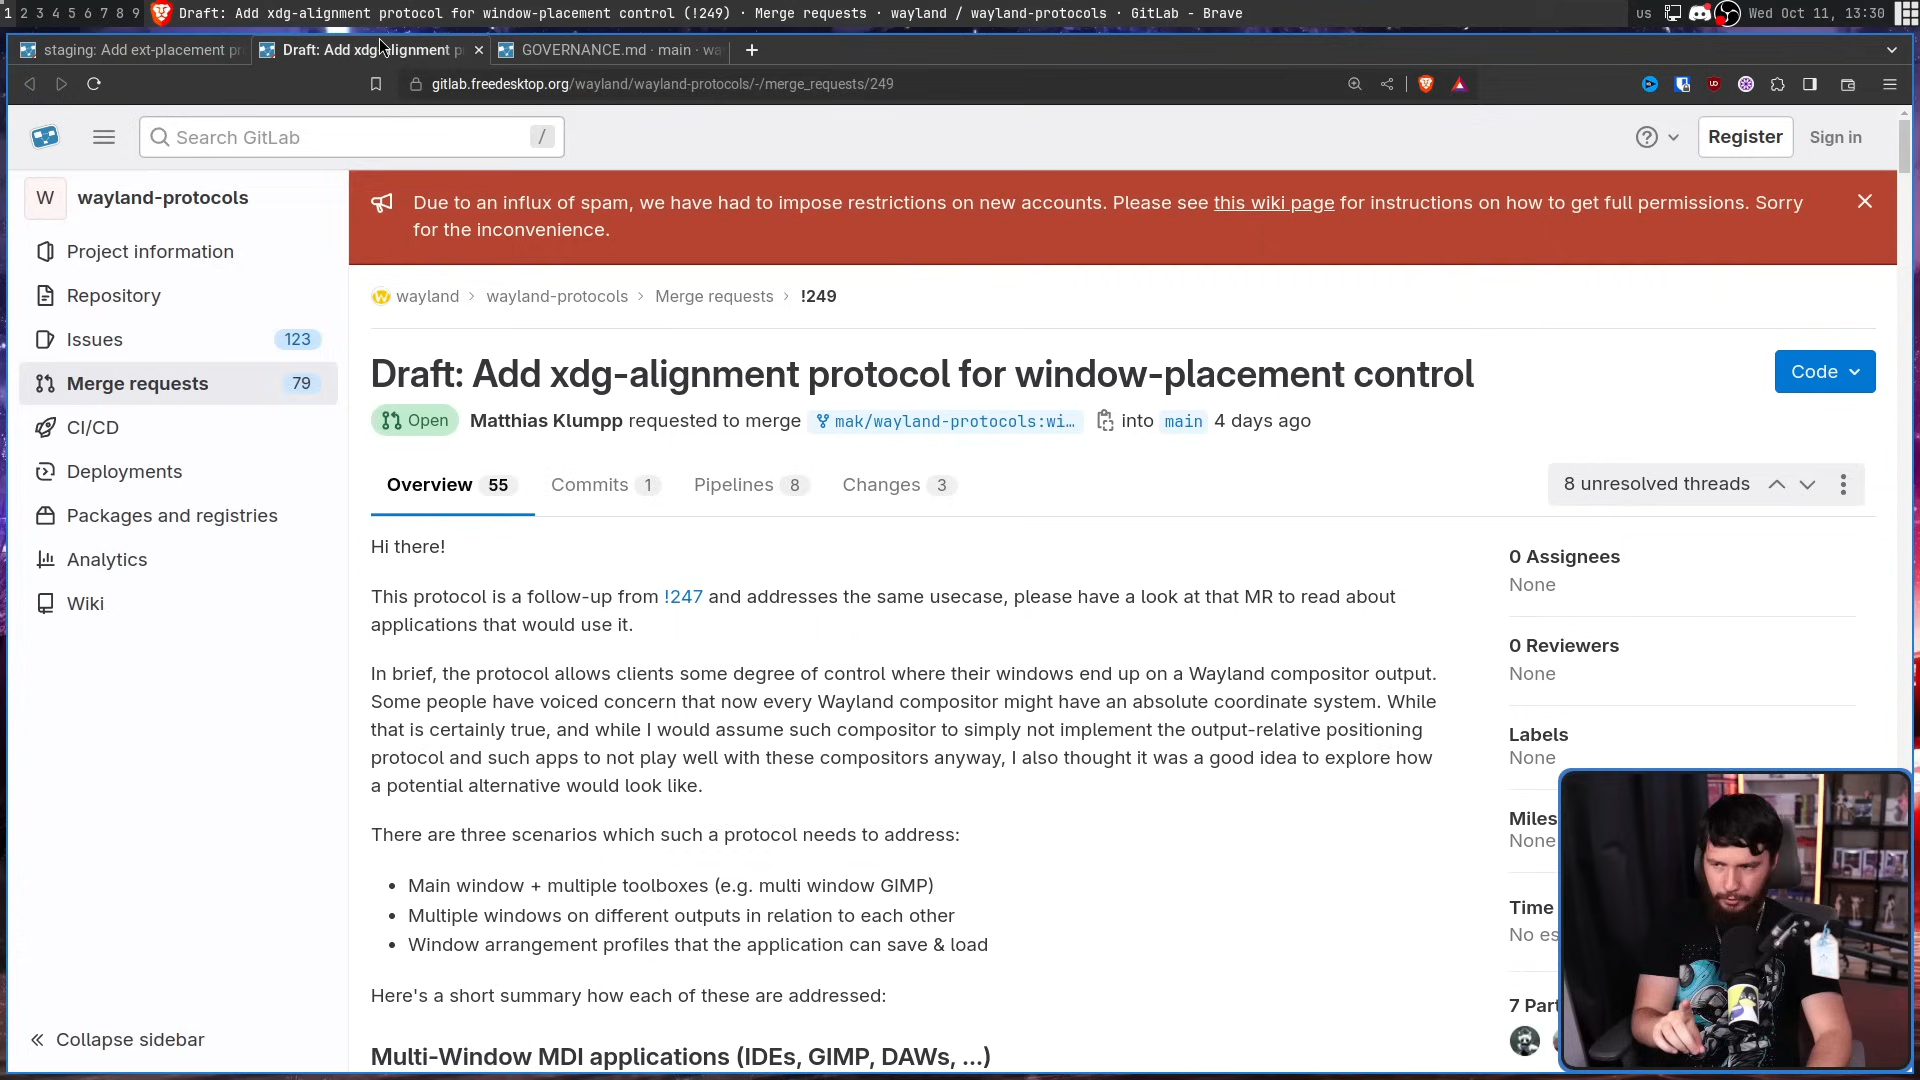 1 2 3 4 5 6 7 8 9 Draft: Add xdg-alignment protocol for window-placement control (!249) · Merge requests · wayland / wayland-protocols · GitLab - Brave
us Wed Oct 11, 13:30
staging: Add ext-placement pr
Draft: Add xdg-alignment p
GOVERNANCE.md · main · wa
gitlab.freedesktop.org/wayland/wayland-protocols/-/merge_requests/249
Search GitLab /
Register Sign in
W wayland-protocols
Project information
Repository
Issues 123
Merge requests 79
CI/CD
Deployments
Packages and registries
Analytics
Wiki
Collapse sidebar
Due to an influx of spam, we have had to impose restrictions on new accounts. Please see this wiki page for instructions on how to get full permissions. Sorry
for the inconvenience.
wayland › wayland-protocols › Merge requests › !249
Draft: Add xdg-alignment protocol for window-placement control
Code
Open Matthias Klumpp requested to merge mak/wayland-protocols:wi… into main 4 days ago
Overview 55 Commits 1 Pipelines 8 Changes 3
8 unresolved threads
Hi there!
This protocol is a follow-up from !247 and addresses the same usecase, please have a look at that MR to read about
applications that would use it.
In brief, the protocol allows clients some degree of control where their windows end up on a Wayland compositor output.
Some people have voiced concern that now every Wayland compositor might have an absolute coordinate system. While
that is certainly true, and while I would assume such compositor to simply not implement the output-relative positioning
protocol and such apps to not play well with these compositors anyway, I also thought it was a good idea to explore how
a potential alternative would look like.
There are three scenarios which such a protocol needs to address:
• Main window + multiple toolboxes (e.g. multi window GIMP)
• Multiple windows on different outputs in relation to each other
• Window arrangement profiles that the application can save & load
Here's a short summary how each of these are addressed:
Multi-Window MDI applications (IDEs, GIMP, DAWs, ...)
0 Assignees
None
0 Reviewers
None
Labels
None
Miles
None
Time
No es
7 Part